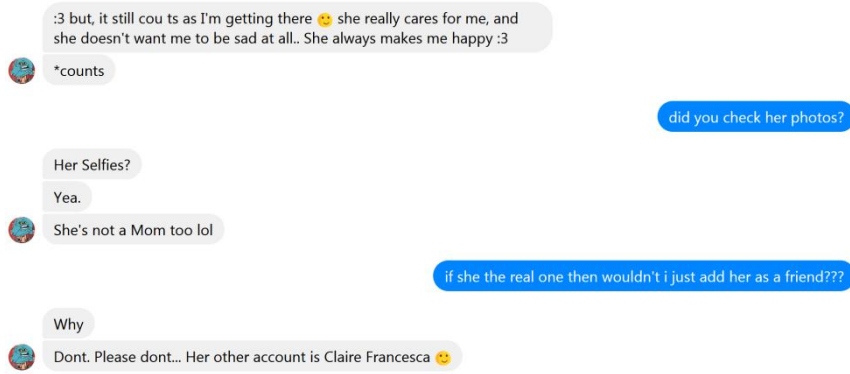 :3 but, it still cou ts as I'm getting there 🙂 she really cares for me, and
she doesn't want me to be sad at all.. She always makes me happy :3
*counts
did you check her photos?
Her Selfies?
Yea.
She's not a Mom too lol
if she the real one then wouldn't i just add her as a friend???
Why
Dont. Please dont... Her other account is Claire Francesca 🙂